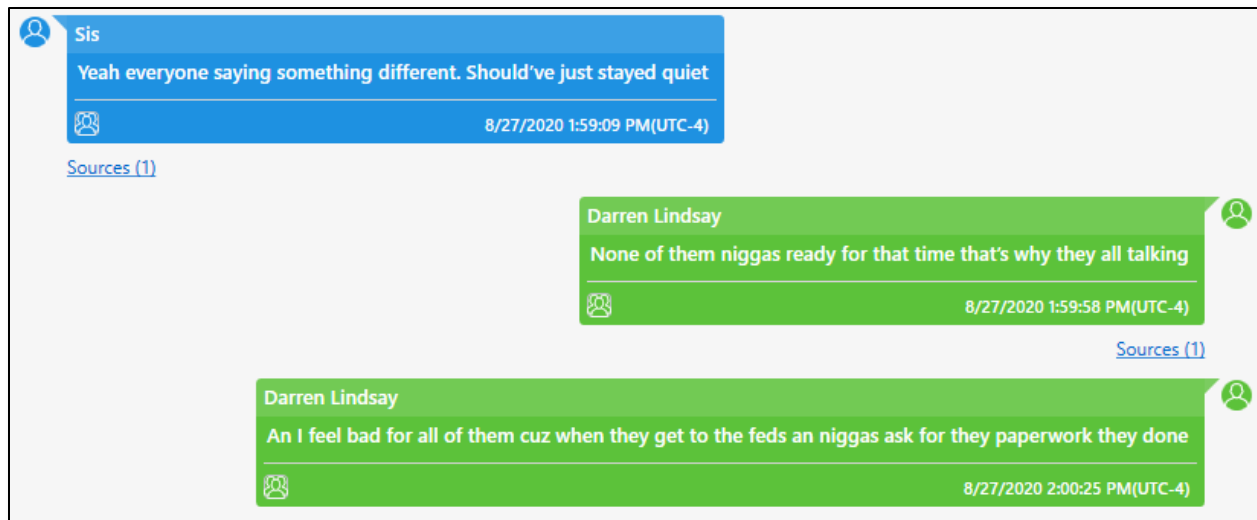 Sis
Yeah everyone saying something different. Should've just stayed quiet
8/27/2020 1:59:09 PM(UTC-4)
Sources (1)
Darren Lindsay
None of them niggas ready for that time that's why they all talking
8/27/2020 1:59:58 PM(UTC-4)
Sources (1)
Darren Lindsay
An I feel bad for all of them cuz when they get to the feds an niggas ask for they paperwork they done
8/27/2020 2:00:25 PM(UTC-4)